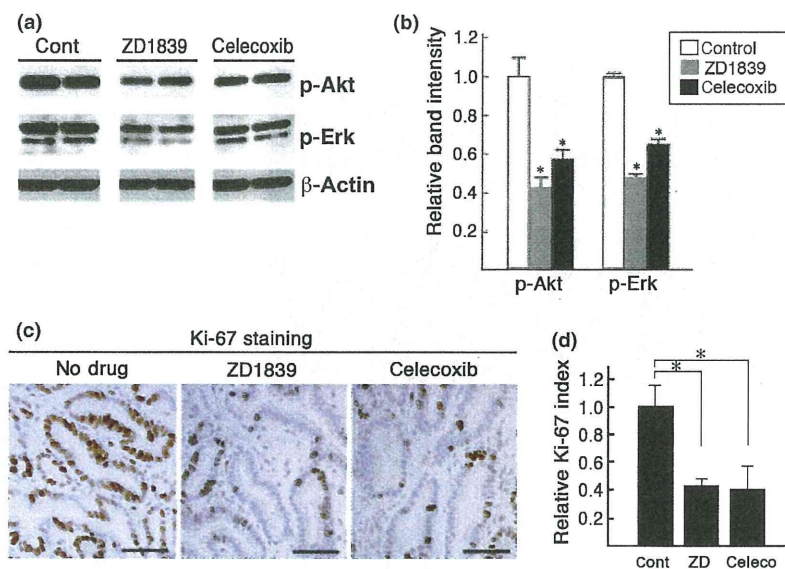 (a)
Cont ZD1839 Celecoxib
p-Akt
p-Erk
β-Actin
(b)
Relative band intensity
1.2
1.0
0.8
0.6
0.4
0.2
Control
ZD1839
Celecoxib
* * * *
p-Akt p-Erk
(c)
Ki-67 staining
No drug ZD1839 Celecoxib
(d)
Relative Ki-67 index
1.2
1.0
0.8
0.6
0.4
0.2
* *
Cont ZD Celeco